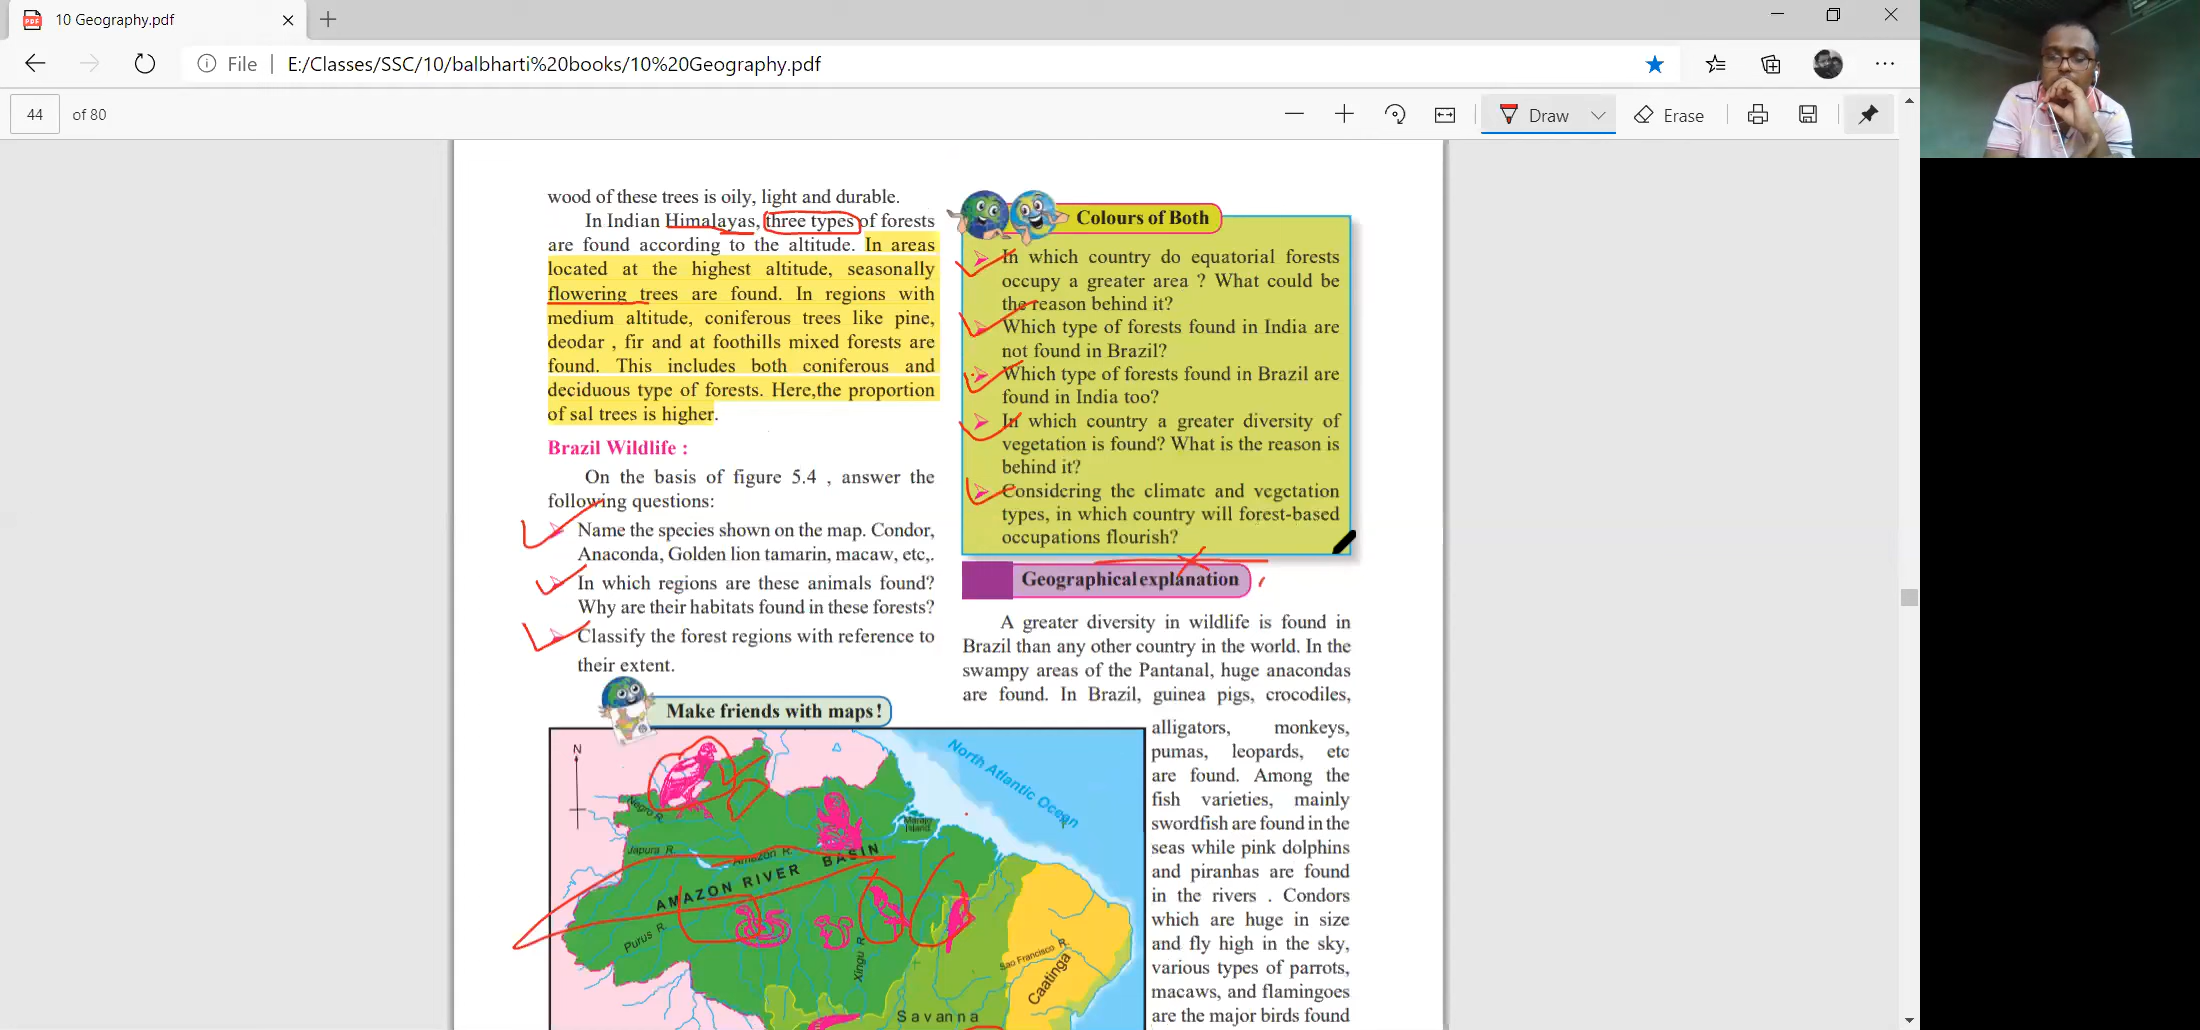 10 Geography.pdf
File
E:/Classes/SSC/10/balbharti%20books/10%20Geography.pdf
44 of 80
Draw
Erase
wood of these trees is oily, light and durable.
In Indian Himalayas, three types of forests
are found according to the altitude. In areas
located at the highest altitude, seasonally
flowering trees are found. In regions with
medium altitude, coniferous trees like pine,
deodar , fir and at foothills mixed forests are
found. This includes both coniferous and
deciduous type of forests. Here,the proportion
of sal trees is higher.
Brazil Wildlife :
On the basis of figure 5.4 , answer the
following questions:
Name the species shown on the map. Condor,
Anaconda, Golden lion tamarin, macaw, etc,.
In which regions are these animals found?
Why are their habitats found in these forests?
Classify the forest regions with reference to
their extent.
Make friends with maps!
N
North Atlantic Ocean
Negro R.
Marajo
Island
Japura R.
Amazon R.
AMAZON RIVER BASIN
Purus R.
Xingu R.
Sao Francisco R.
Caatinga
Savanna
Colours of Both
In which country do equatorial forests
occupy a greater area ? What could be
the reason behind it?
Which type of forests found in India are
not found in Brazil?
Which type of forests found in Brazil are
found in India too?
In which country a greater diversity of
vegetation is found? What is the reason is
behind it?
Considering the climate and vegetation
types, in which country will forest-based
occupations flourish?
Geographical explanation
A greater diversity in wildlife is found in
Brazil than any other country in the world. In the
swampy areas of the Pantanal, huge anacondas
are found. In Brazil, guinea pigs, crocodiles,
alligators, monkeys,
pumas, leopards, etc
are found. Among the
fish varieties, mainly
swordfish are found in the
seas while pink dolphins
and piranhas are found
in the rivers . Condors
which are huge in size
and fly high in the sky,
various types of parrots,
macaws, and flamingoes
are the major birds found